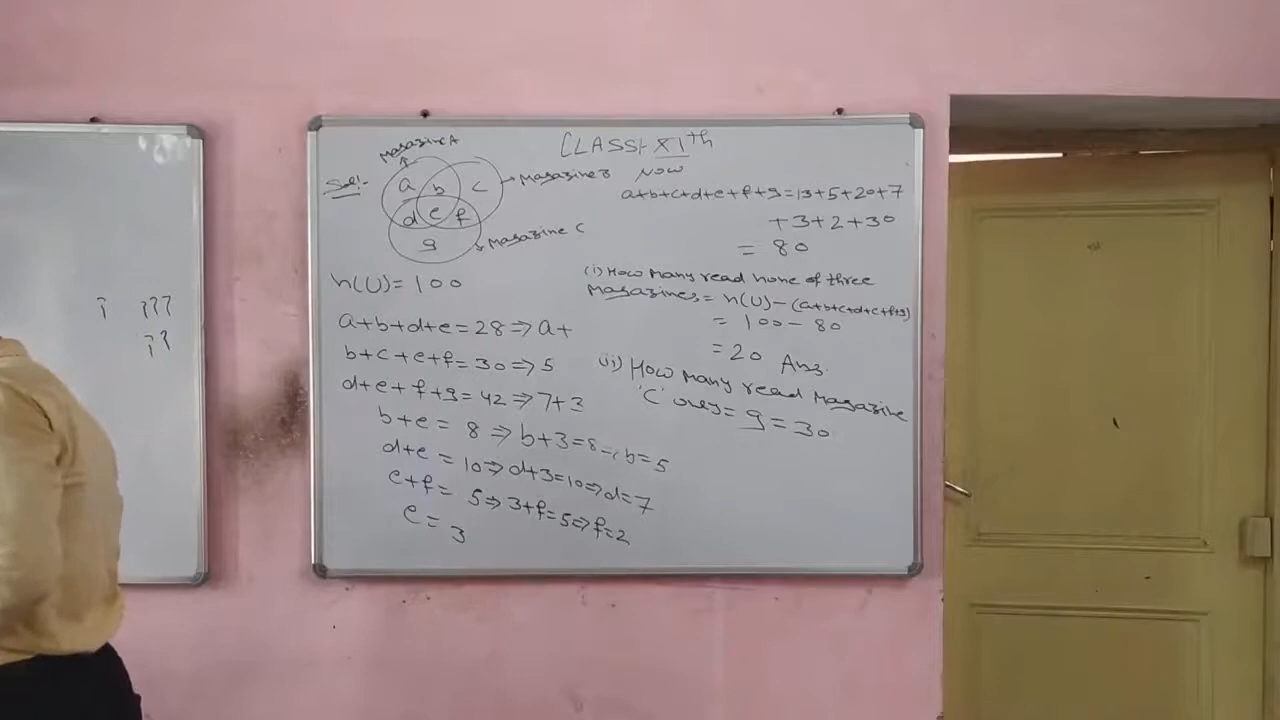 CLASS XIth
Magazine A
Sol:-
a b c
Magazine B
d e f
g
Magazine C
n(U)=100
a+b+d+e=28⇒a+
b+c+e+f=30⇒5
d+e+f+g=42⇒7+3
b+e=8⇒b+3=8⇒b=5
d+e=10⇒d+3=10⇒d=7
e+f=5⇒3+f=5⇒f=2
e=3
NOW
a+b+c+d+e+f+g=13+5+20+7
+3+2+30
=80
(i) How many read none of three
Magazines=n(U)-(a+b+c+d+e+f+g)
=100-80
=20 Ans.
(ii) How many read Magazine
'C' only=g=30
? ???
??